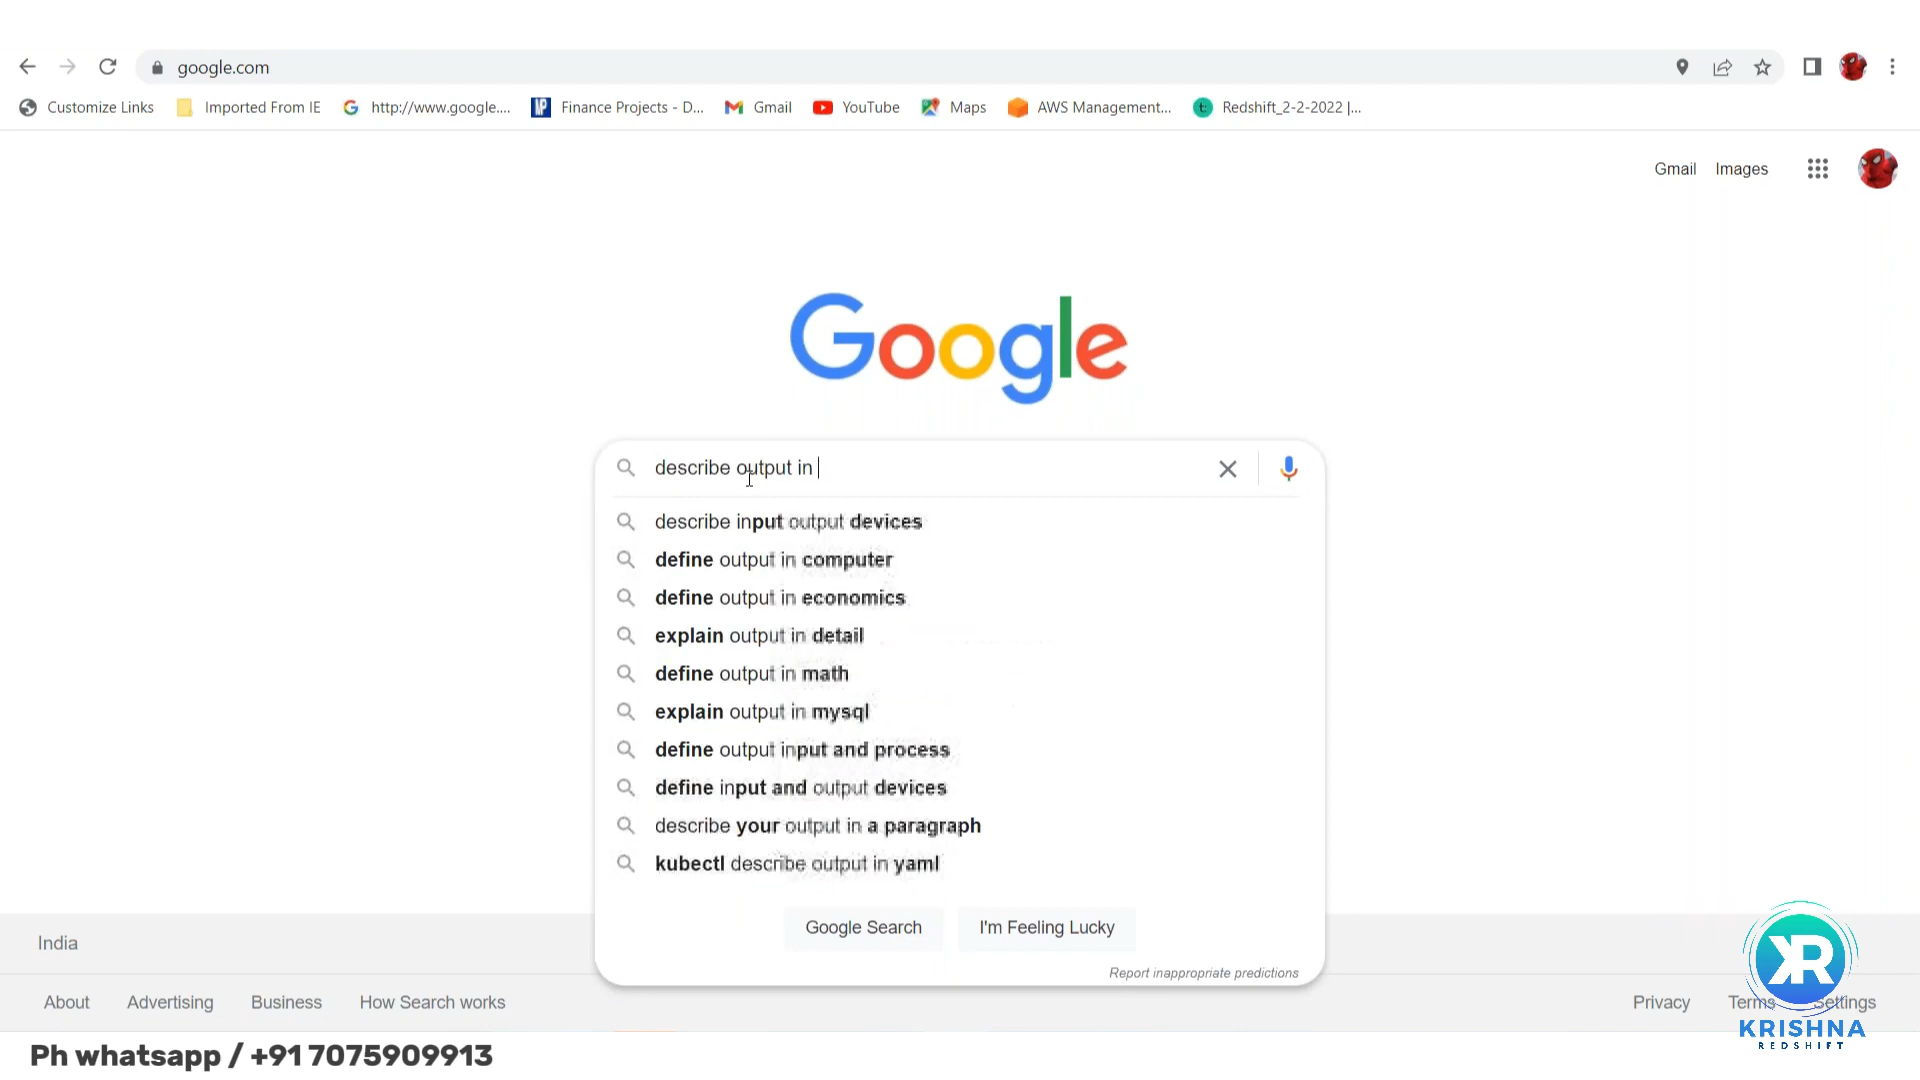 google.com
Customize Links Imported From IE http://www.google.... Finance Projects - D... Gmail YouTube Maps AWS Management... Redshift_2-2-2022 |...
Gmail Images
Google
describe output in
describe input output devices
define output in computer
define output in economics
explain output in detail
define output in math
explain output in mysql
define output input and process
define input and output devices
describe your output in a paragraph
kubectl describe output in yaml
Google Search I'm Feeling Lucky
Report inappropriate predictions
India
About Advertising Business How Search works Privacy Terms Settings
KR
KRISHNA
REDSHIFT
Ph whatsapp / +91 7075909913